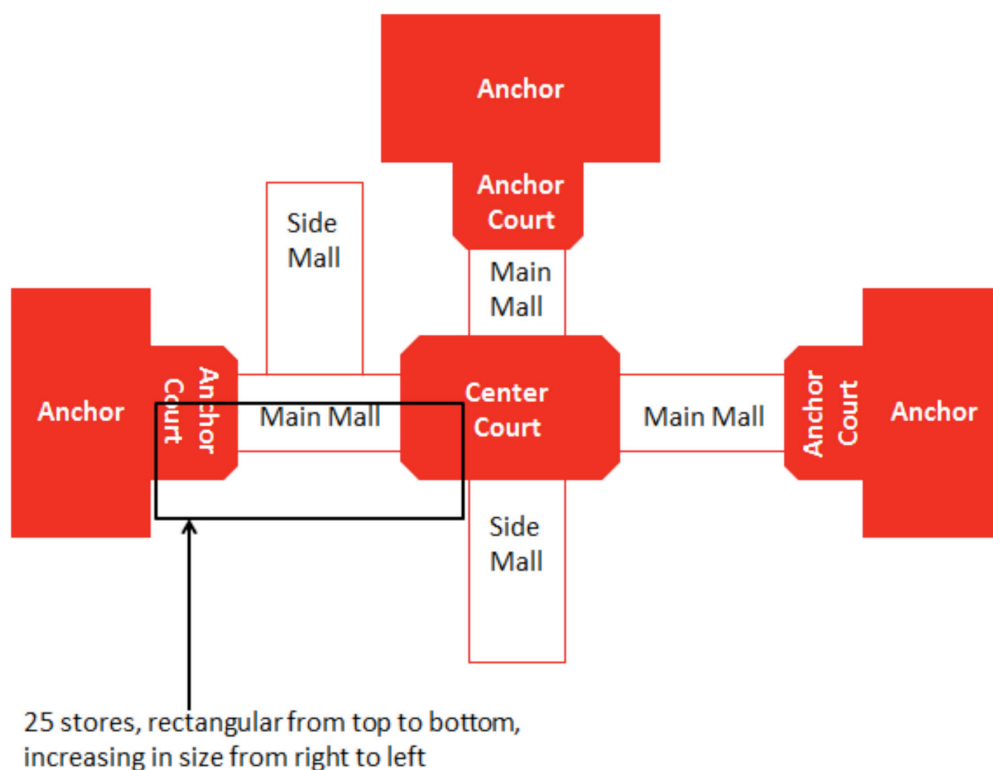 Anchor
Anchor
Court
Side
Mall
Main
Mall
Anchor
Anchor
Court
Main Mall
Center
Court
Main Mall
Anchor
Court
Anchor
Side
Mall
25 stores, rectangular from top to bottom,
increasing in size from right to left